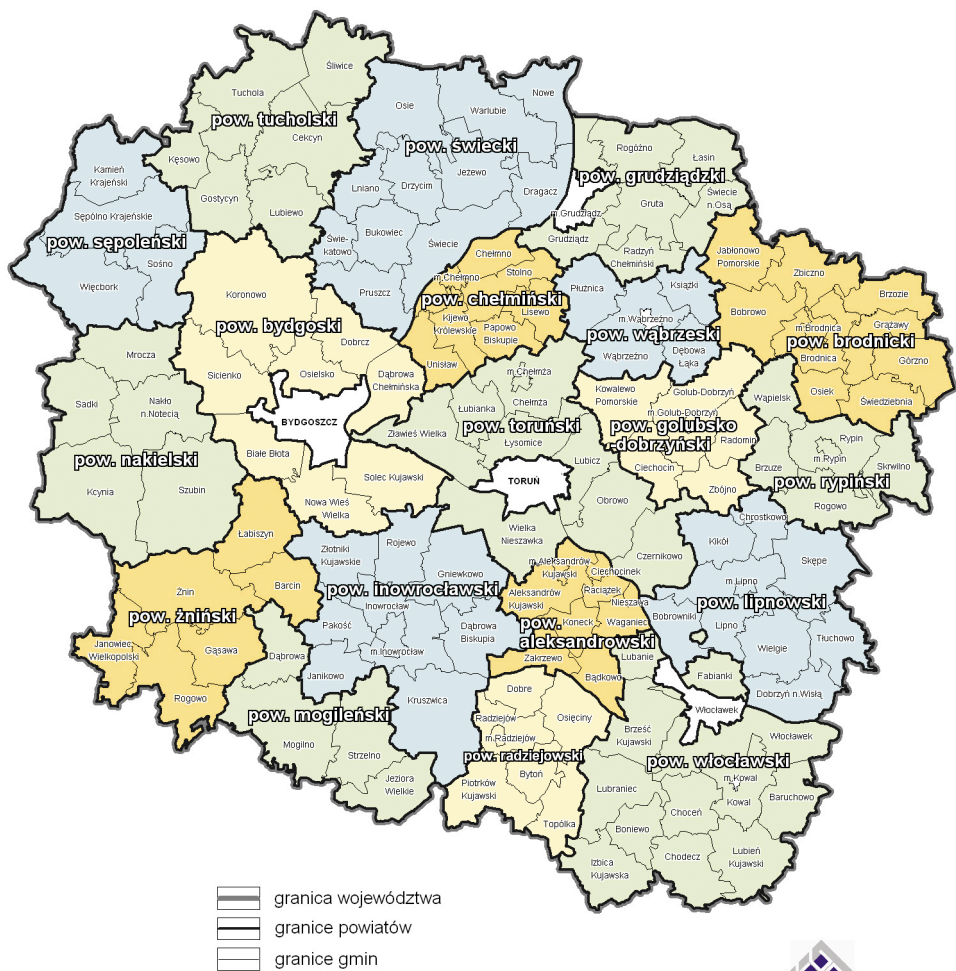 Śliwice
Tuchola
pow. tucholski
Cekcyn
Kęsowo
Gostycyn
Lubiewo
Nowe
Osie
Warlubie
pow. świecki
Lniano
Drzycim
Jeżewo
Dragacz
Bukowiec
Świe-
katowo
Świecie
Pruszcz
Rogóźno
Łasin
pow. grudziądzki
Świecie
n.Osą
m.Grudziądz
Gruta
Grudziądz
Radzyń
Chełmiński
Kamień
Krajeński
Sępólno Krajeńskie
pow. sępoleński
Sośno
Więcbork
Koronowo
pow. bydgoski
Dobrcz
Sicienko
Osielsko
Dąbrowa
Chełmińska
BYDGOSZCZ
Białe Błota
Solec Kujawski
Nowa Wieś
Wielka
Chełmno
m.Chełmno
Stolno
pow. chełmiński
Lisewo
Kijewo
Królewskie
Papowo
Biskupie
Unisław
Płużnica
Książki
m.Wąbrzeźno
pow. wąbrzeski
Wąbrzeźno
Dębowa
Łąka
Jabłonowo
Pomorskie
Zbiczno
Brzozie
Bobrowo
m.Brodnica
Grążawy
pow. brodnicki
Brodnica
Górzno
Osiek
Świedziebnia
Mrocza
Sadki
Nakło
n.Notecią
pow. nakielski
Kcynia
Szubin
m.Chełmża
Łubianka
Chełmża
Zławieś Wielka
pow. toruński
Łysomice
Lubicz
TORUŃ
Obrowo
Wielka
Nieszawka
Czernikowo
Kowalewo
Pomorskie
Golub-Dobrzyń
m.Golub-Dobrzyń
pow. golubsko
-dobrzyński
Radomin
Ciechocin
Zbójno
Wąpielsk
Rypin
m.Rypin
Brzuze
Skrwilno
pow. rypiński
Rogowo
Łabiszyn
Żnin
Barcin
pow. żniński
Janowiec
Wielkopolski
Gąsawa
Rogowo
Złotniki
Kujawskie
Rojewo
Gniewkowo
pow. inowrocławski
Inowrocław
Pakość
Dąbrowa
Biskupia
m.Inowrocław
Janikowo
Kruszwica
m.Aleksandrów
Kujawski
Ciechocinek
Aleksandrów
Kujawski
Raciążek
Nieszawa
pow.
aleksandrowski
Koneck
Waganiec
Zakrzewo
Bądkowo
Chrostkowo
Kikół
Skępe
m.Lipno
pow. lipnowski
Bobrowniki
Lipno
Tłuchowo
Wielgie
Dobrzyń n.Wisłą
Dąbrowa
pow. mogileński
Mogilno
Strzelno
Jeziora
Wielkie
Dobre
Radziejów
Osięciny
m.Radziejów
pow. radziejowski
Piotrków
Kujawski
Bytoń
Topólka
Lubanie
Fabianki
Włocławek
Brześć
Kujawski
Włocławek
pow. włocławski
Lubraniec
m.Kowal
Kowal
Baruchowo
Choceń
Boniewo
Izbica
Kujawska
Chodecz
Lubień
Kujawski
granica województwa
granice powiatów
granice gmin